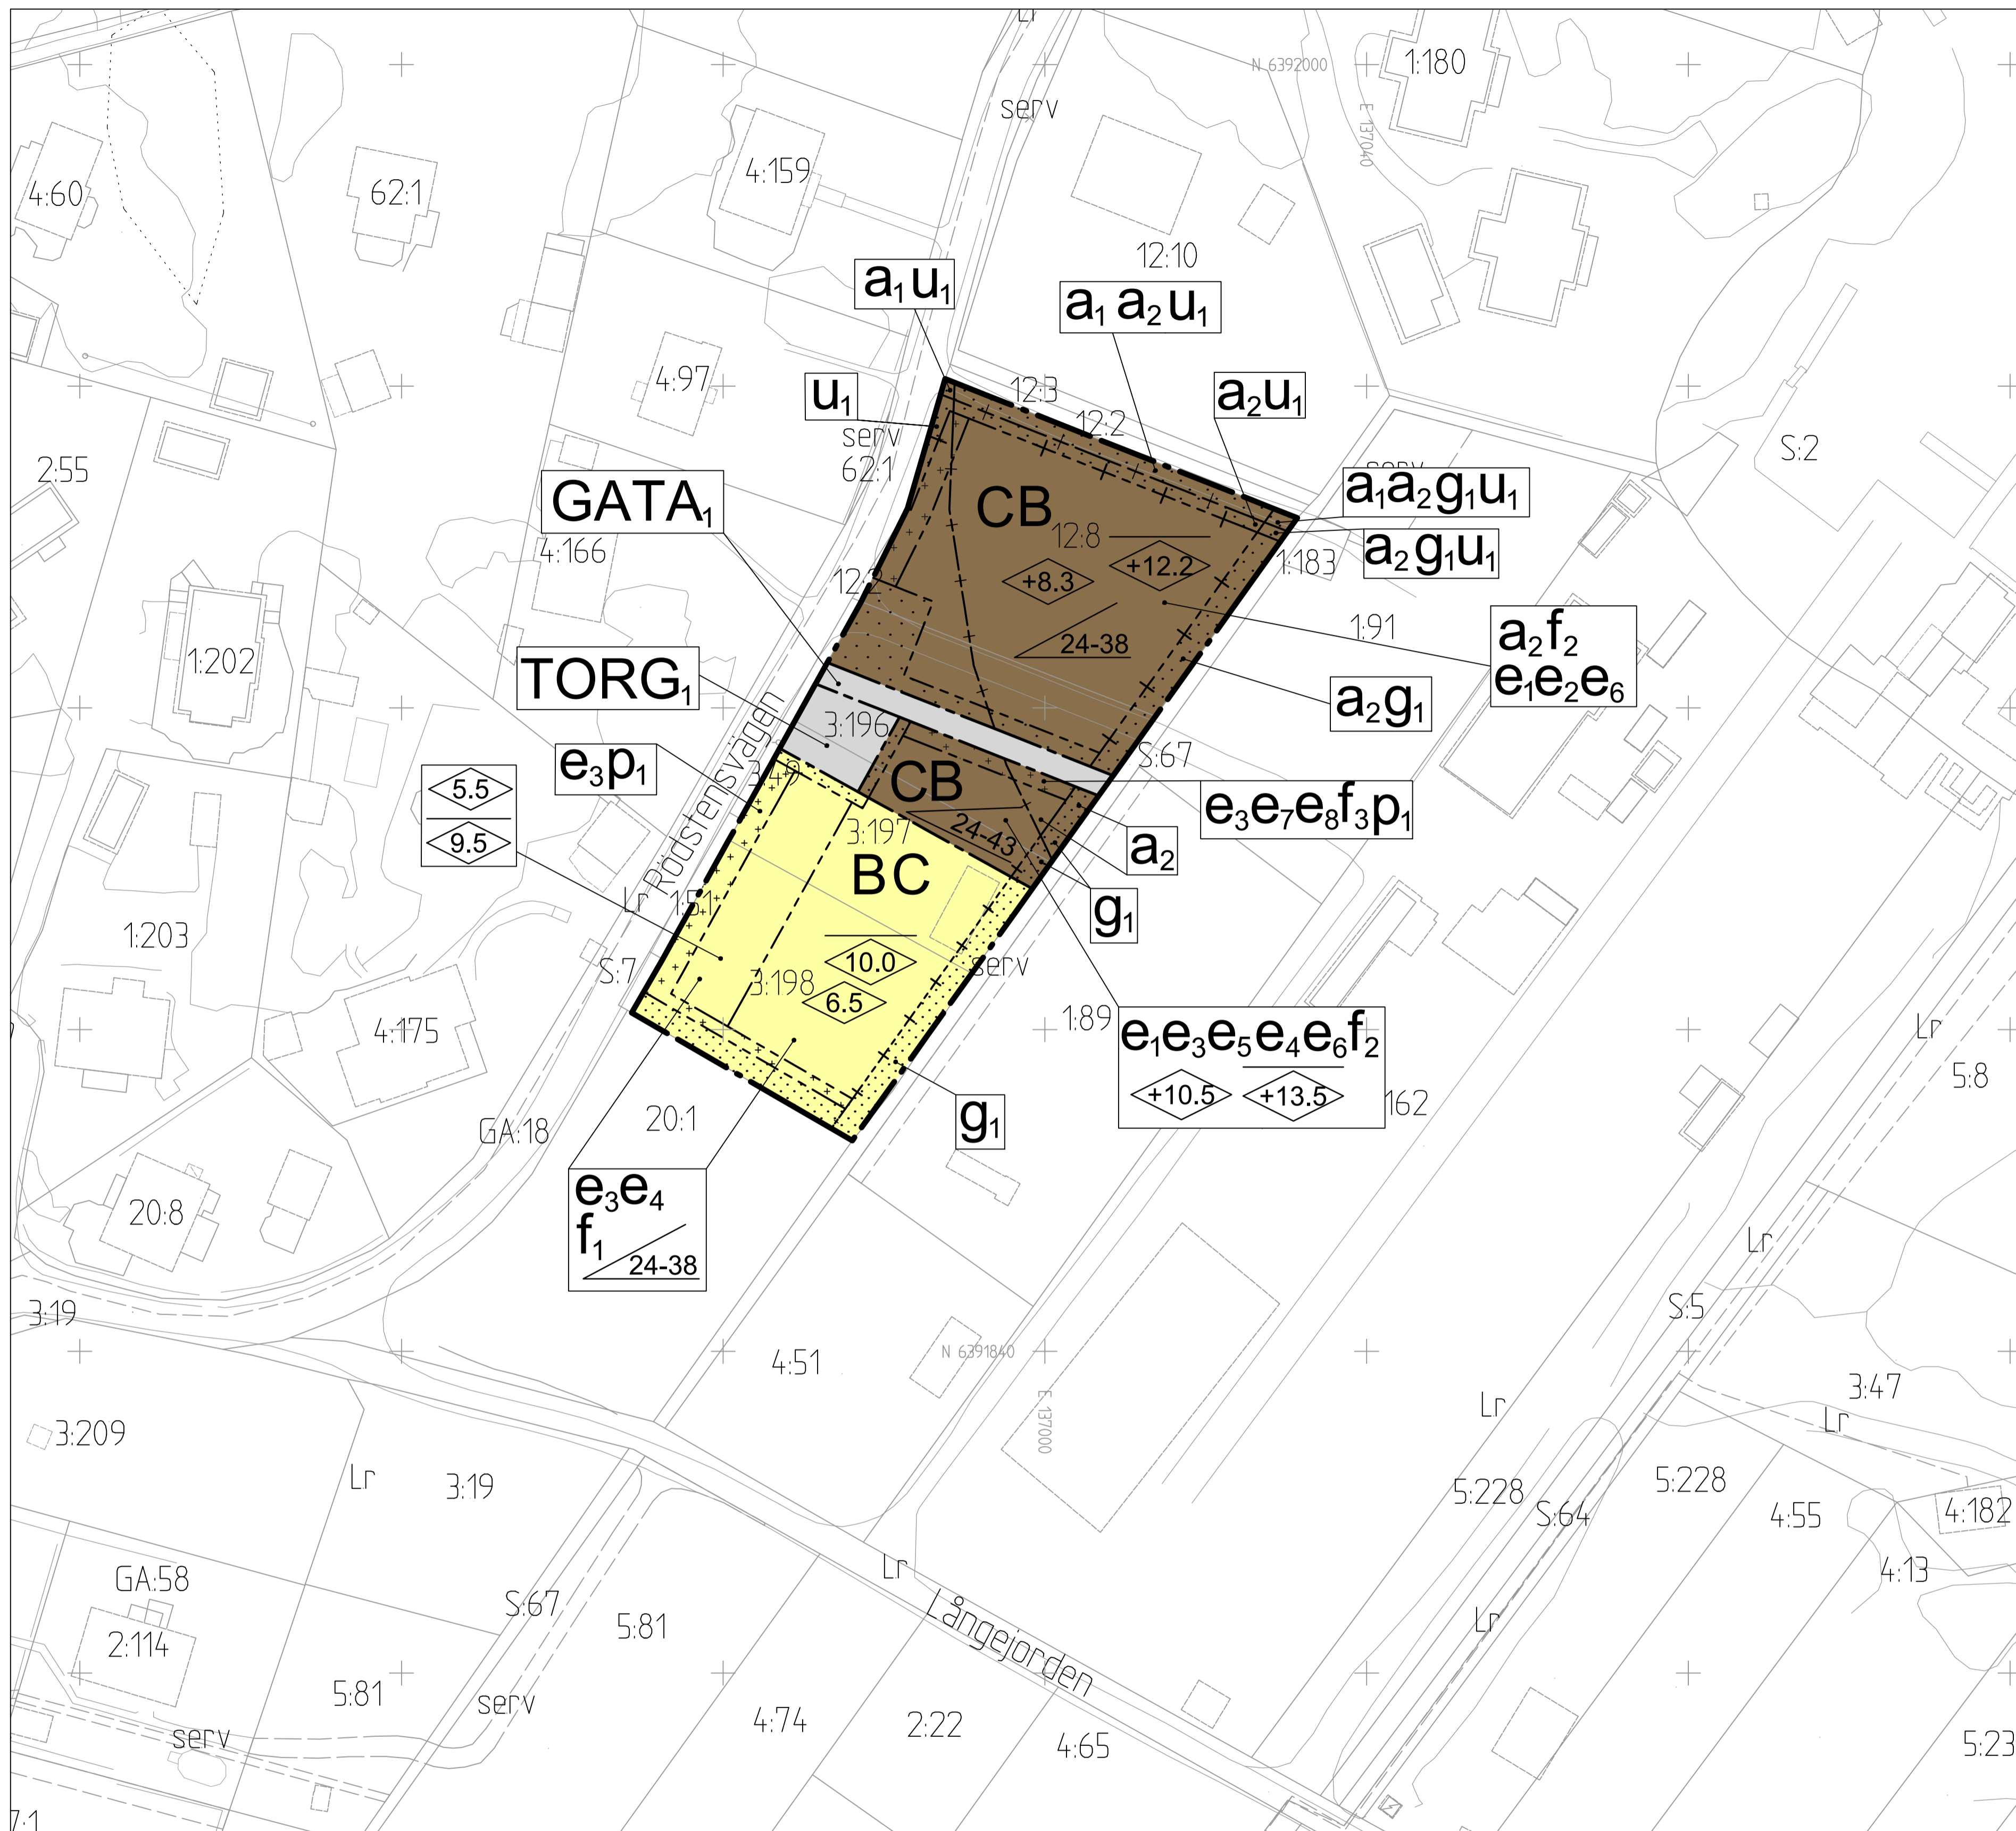 Lr
N 6392000
1:180
serv
E 137040
4:159
4:60
62:1
12:10
a₁u₁
a₁ a₂ u₁
4:97
12:3
a₂u₁
u₁
12:2
serv
62:1
2:55
S:2
GATA₁
CB
a₁a₂g₁u₁
12:8
4:166
a₂g₁u₁
1:183
+8.3
+12.2
1:91
a₂f₂
e₁e₂e₆
24-38
1:202
TORG₁
a₂g₁
3:196
S:67
e₃p₁
CB
e₃e₇e₈f₃p₁
5.5
9.5
3:197
24-43
a₂
Rödstensvägen
BC
Lr
1:51
g₁
1:203
10.0
serv
S:7
3:198
6.5
1:89
e₁e₃e₅e₄e₆f₂
+10.5
+13.5
162
Lr
4:175
5:8
20:1
g₁
GA:18
e₃e₄
f₁
24-38
20:8
Lr
3:19
S:5
4:51
N 6391840
E 137000
3:47
Lr
Lr
3:209
Lr
3:19
5:228
5:228
S:64
4:55
4:182
Lr
4:13
GA:58
S:67
5:81
Långejorden
Lr
2:114
5:81
serv
serv
4:74
2:22
4:65
5:23
7:1